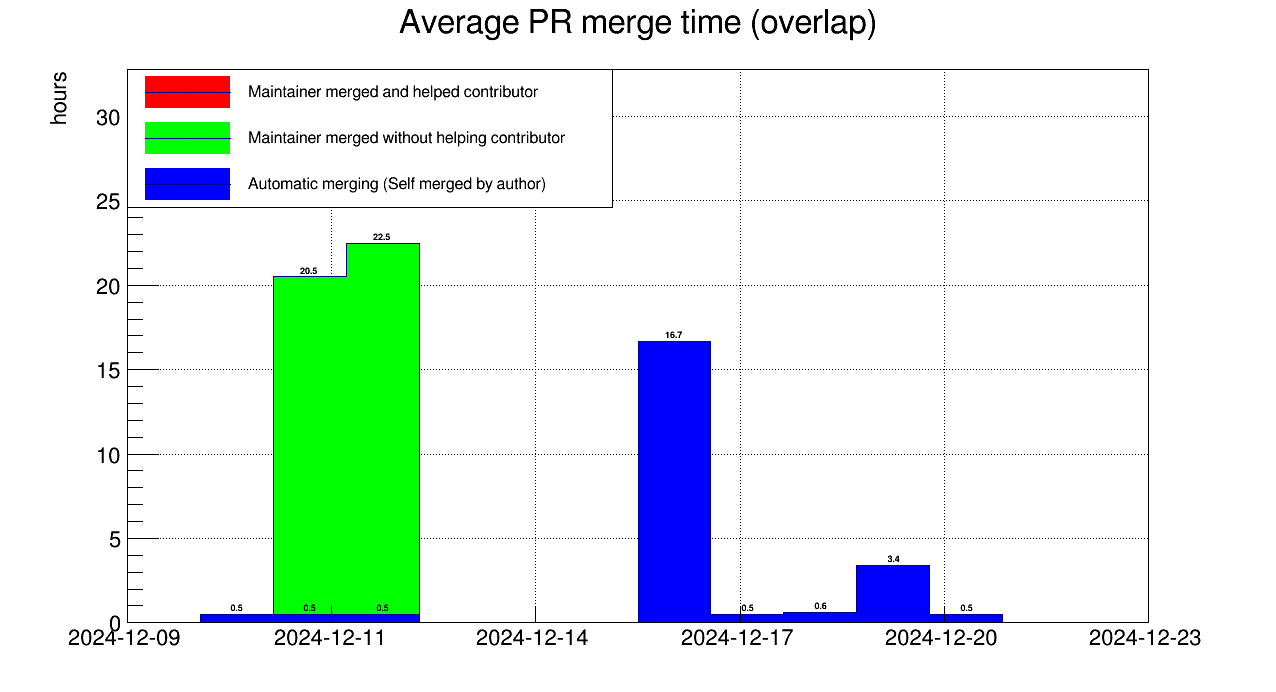 Average PR merge time (overlap)
hours
Maintainer merged and helped contributor
Maintainer merged without helping contributor
Automatic merging (Self merged by author)
30
25
20
15
10
5
0
22.5
20.5
16.7
3.4
0.5 0.5 0.5 0.5 0.6 0.5
2024-12-09 2024-12-11 2024-12-14 2024-12-17 2024-12-20 2024-12-23